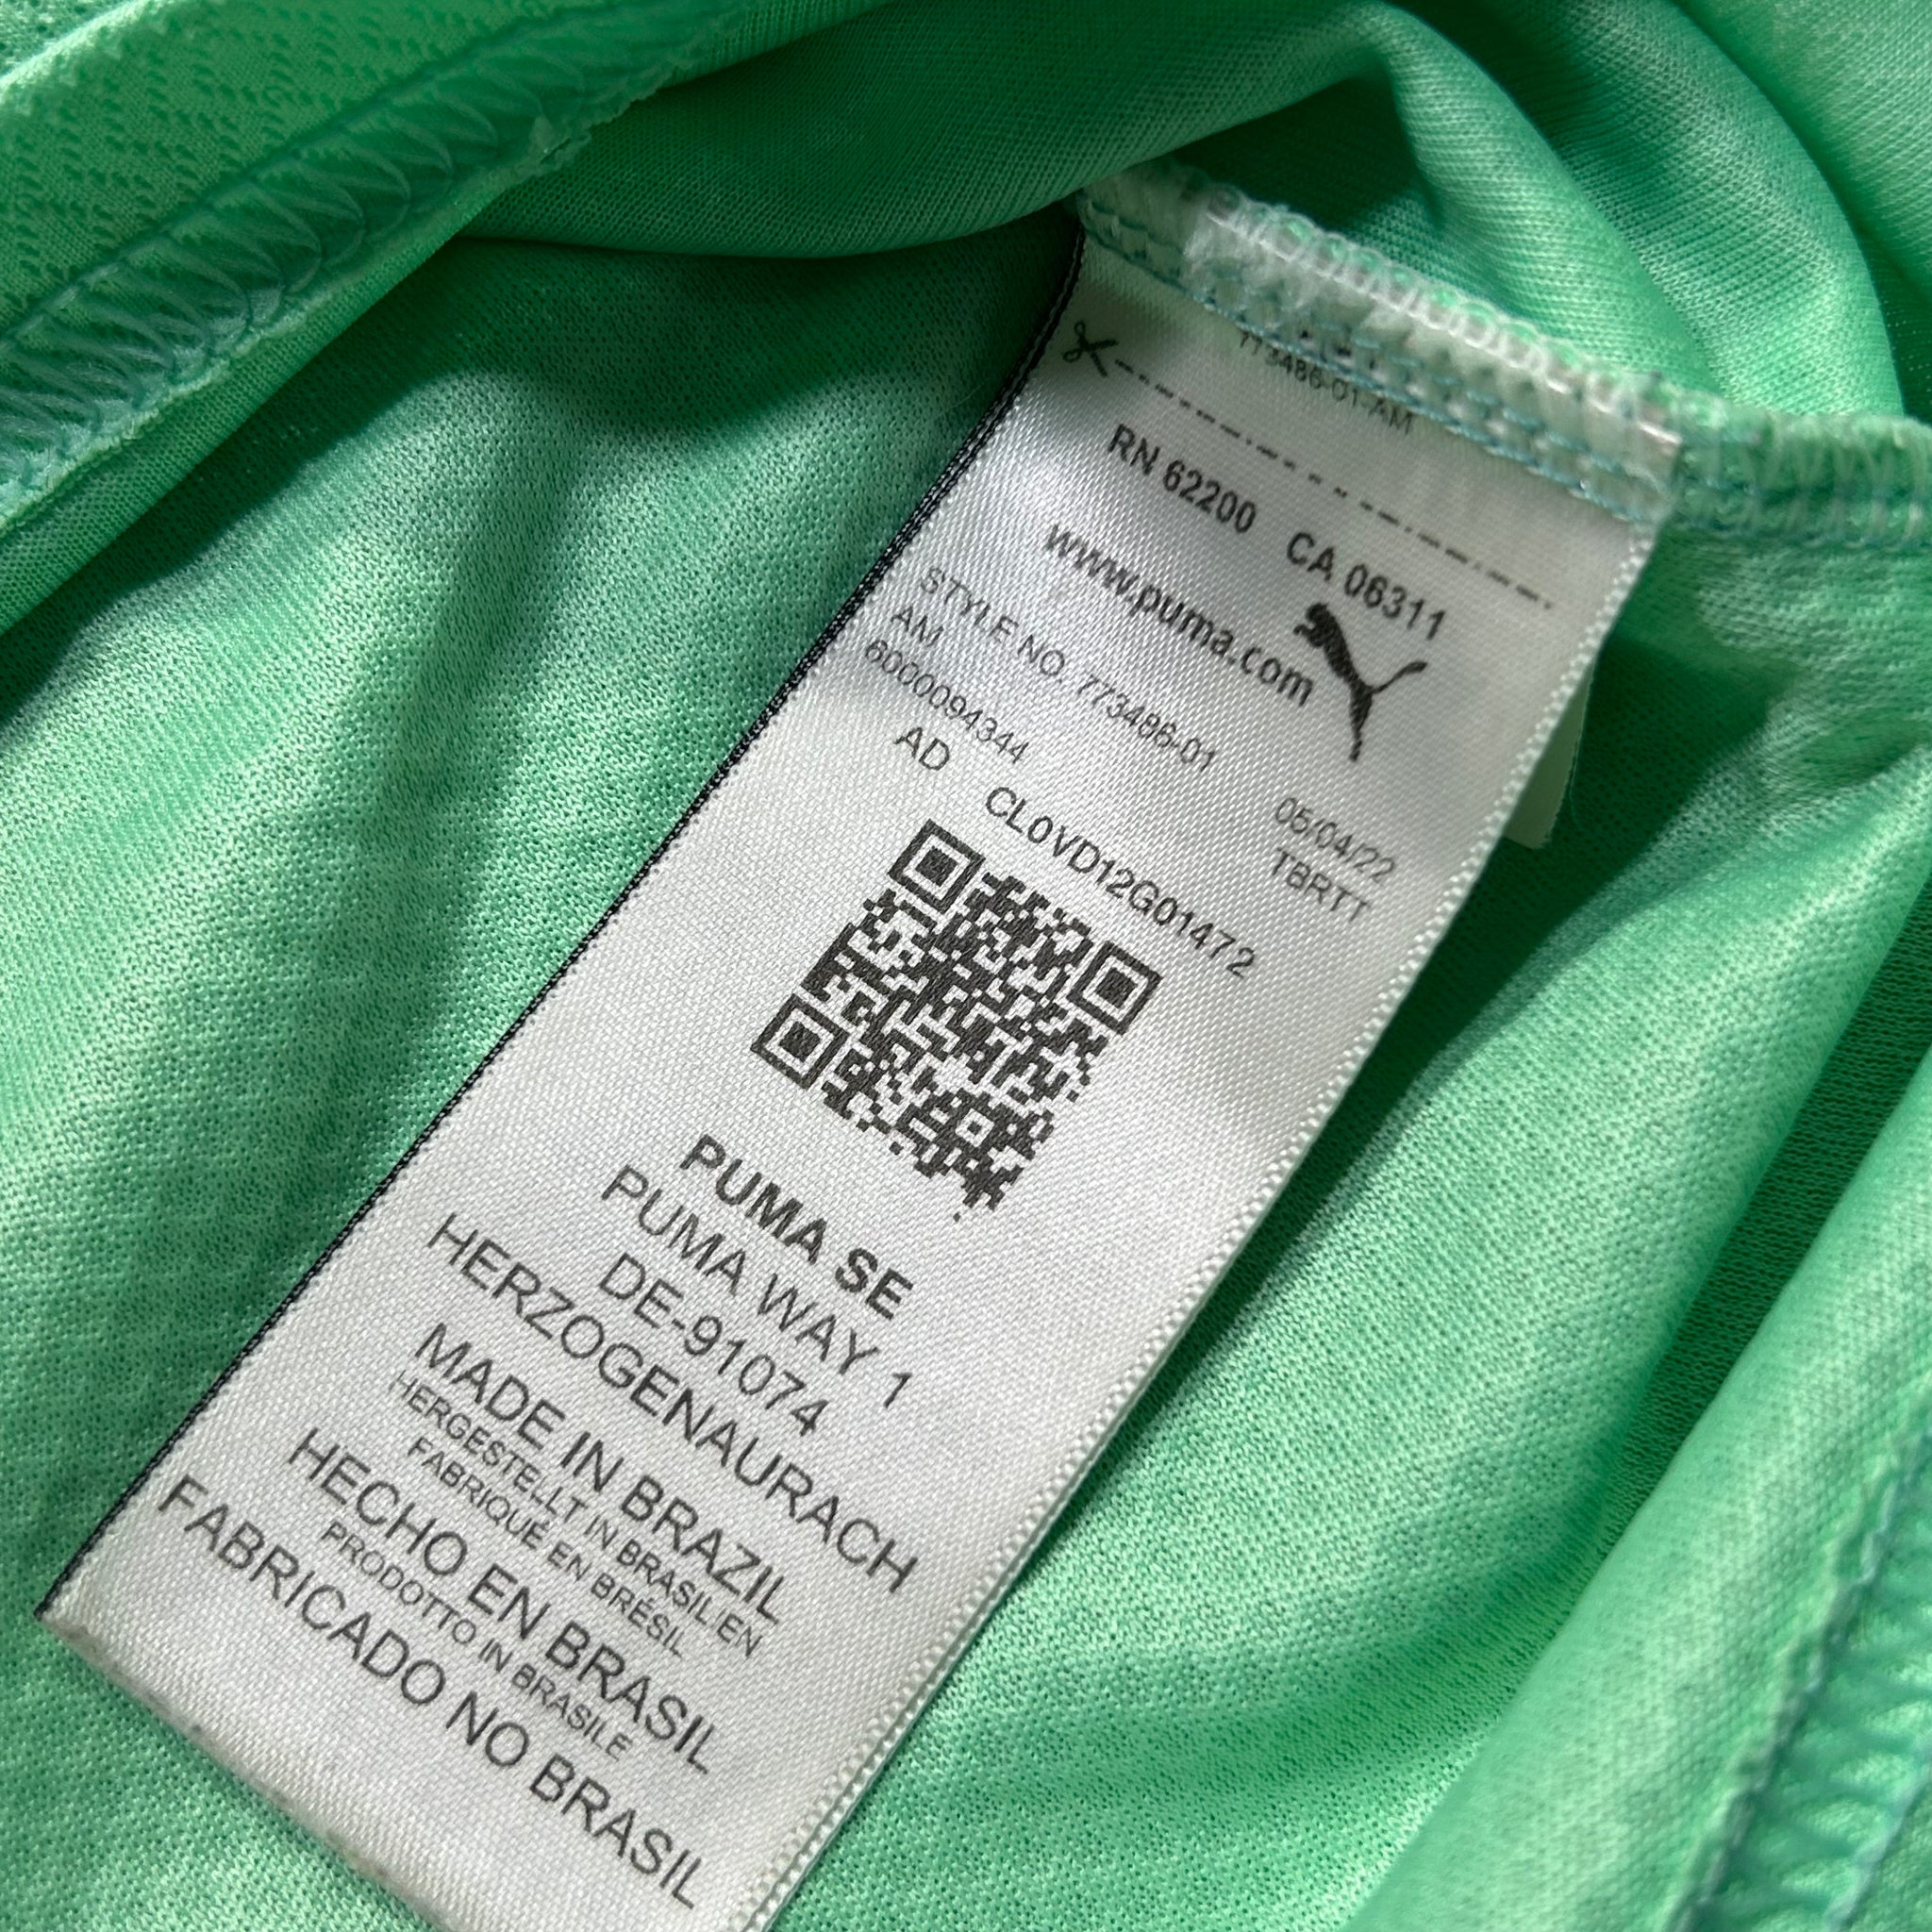 773486-01-AM
RN 62200 CA 06311
www.puma.com
STYLE NO. 773486-01
AM
6000094344 05/04/22
AD CL0VD12G01472 TBRTT
PUMA SE
PUMA WAY 1
DE-91074
HERZOGENAURACH
MADE IN BRAZIL
HERGESTELLT IN BRASILIEN
FABRIQUÉ EN BRÉSIL
HECHO EN BRASIL
PRODOTTO IN BRASILE
FABRICADO NO BRASIL